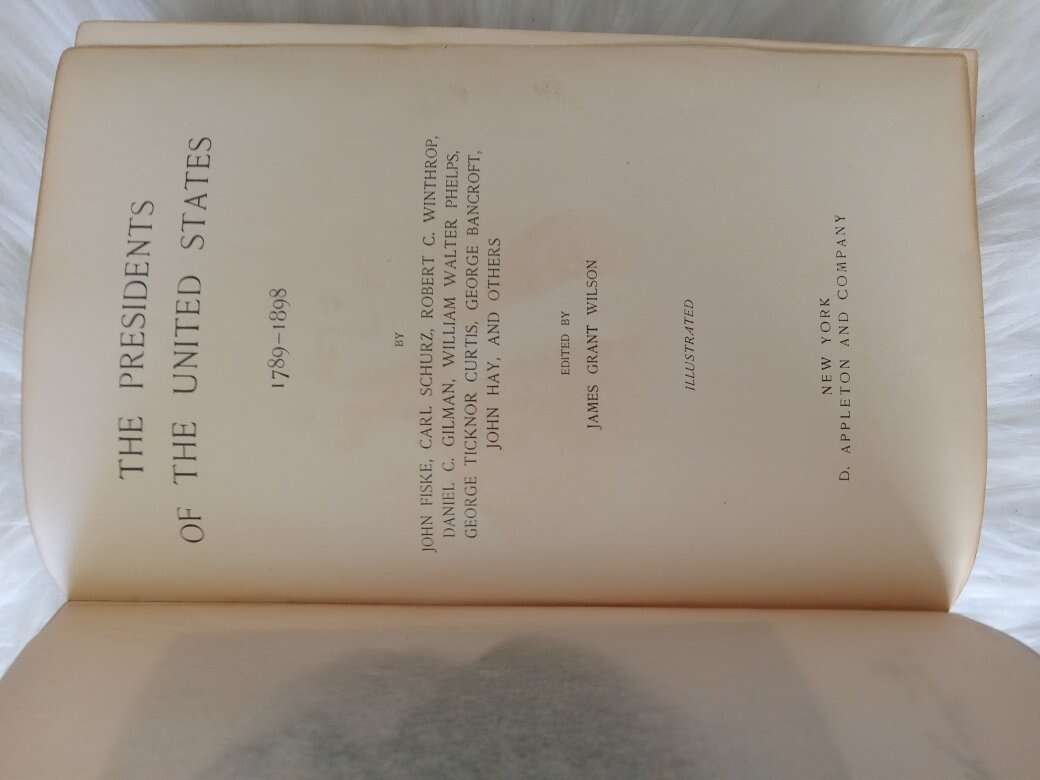 THE PRESIDENTS
OF THE UNITED STATES
1789–1898
BY
JOHN FISKE, CARL SCHURZ, ROBERT C. WINTHROP,
DANIEL C. GILMAN, WILLIAM WALTER PHELPS,
GEORGE TICKNOR CURTIS, GEORGE BANCROFT,
JOHN HAY, AND OTHERS
EDITED BY
JAMES GRANT WILSON
ILLUSTRATED
NEW YORK
D. APPLETON AND COMPANY